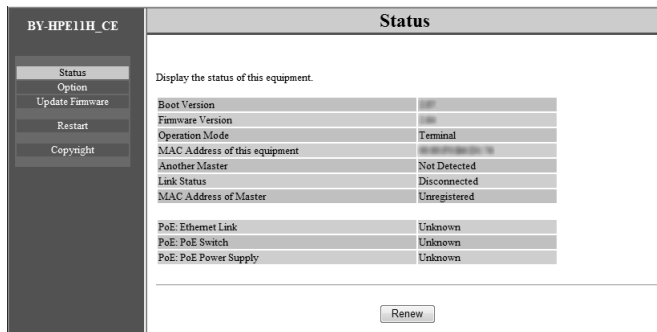 BY-HPE11H_CE
Status
Option
Update Firmware
Restart
Copyright
Status
Display the status of this equipment.
Boot Version
Firmware Version
Operation Mode Terminal
MAC Address of this equipment
Another Master Not Detected
Link Status Disconnected
MAC Address of Master Unregistered
PoE: Ethernet Link Unknown
PoE: PoE Switch Unknown
PoE: PoE Power Supply Unknown
Renew